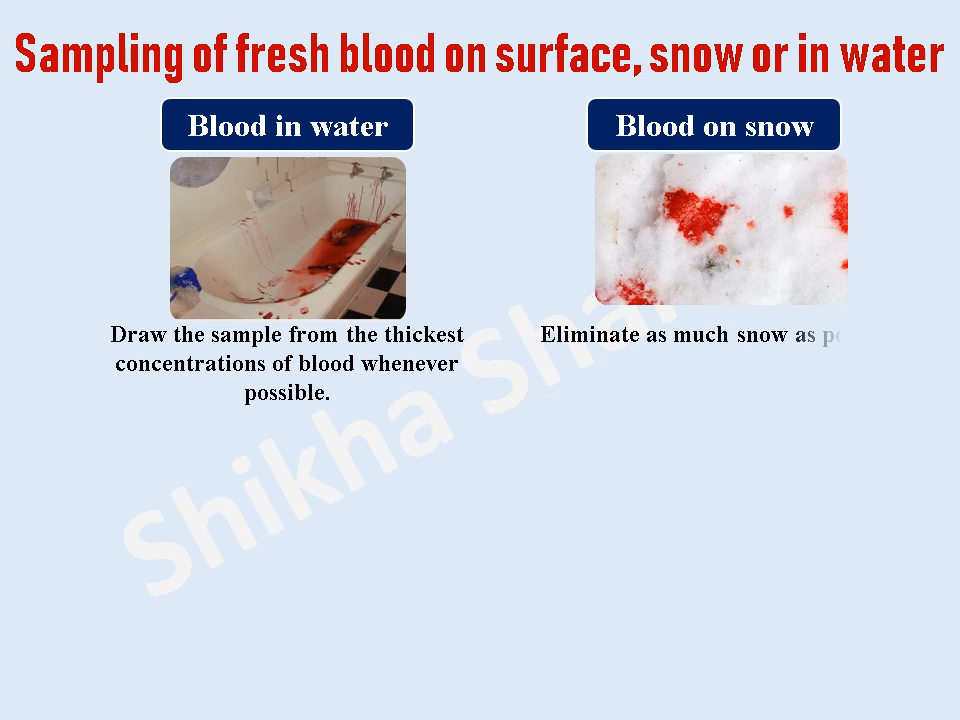 Sampling of fresh blood on surface, snow or in water
Blood in water
Draw the sample from the thickest
concentrations of blood whenever
possible.
Blood on snow
Eliminate as much snow as
Shikha